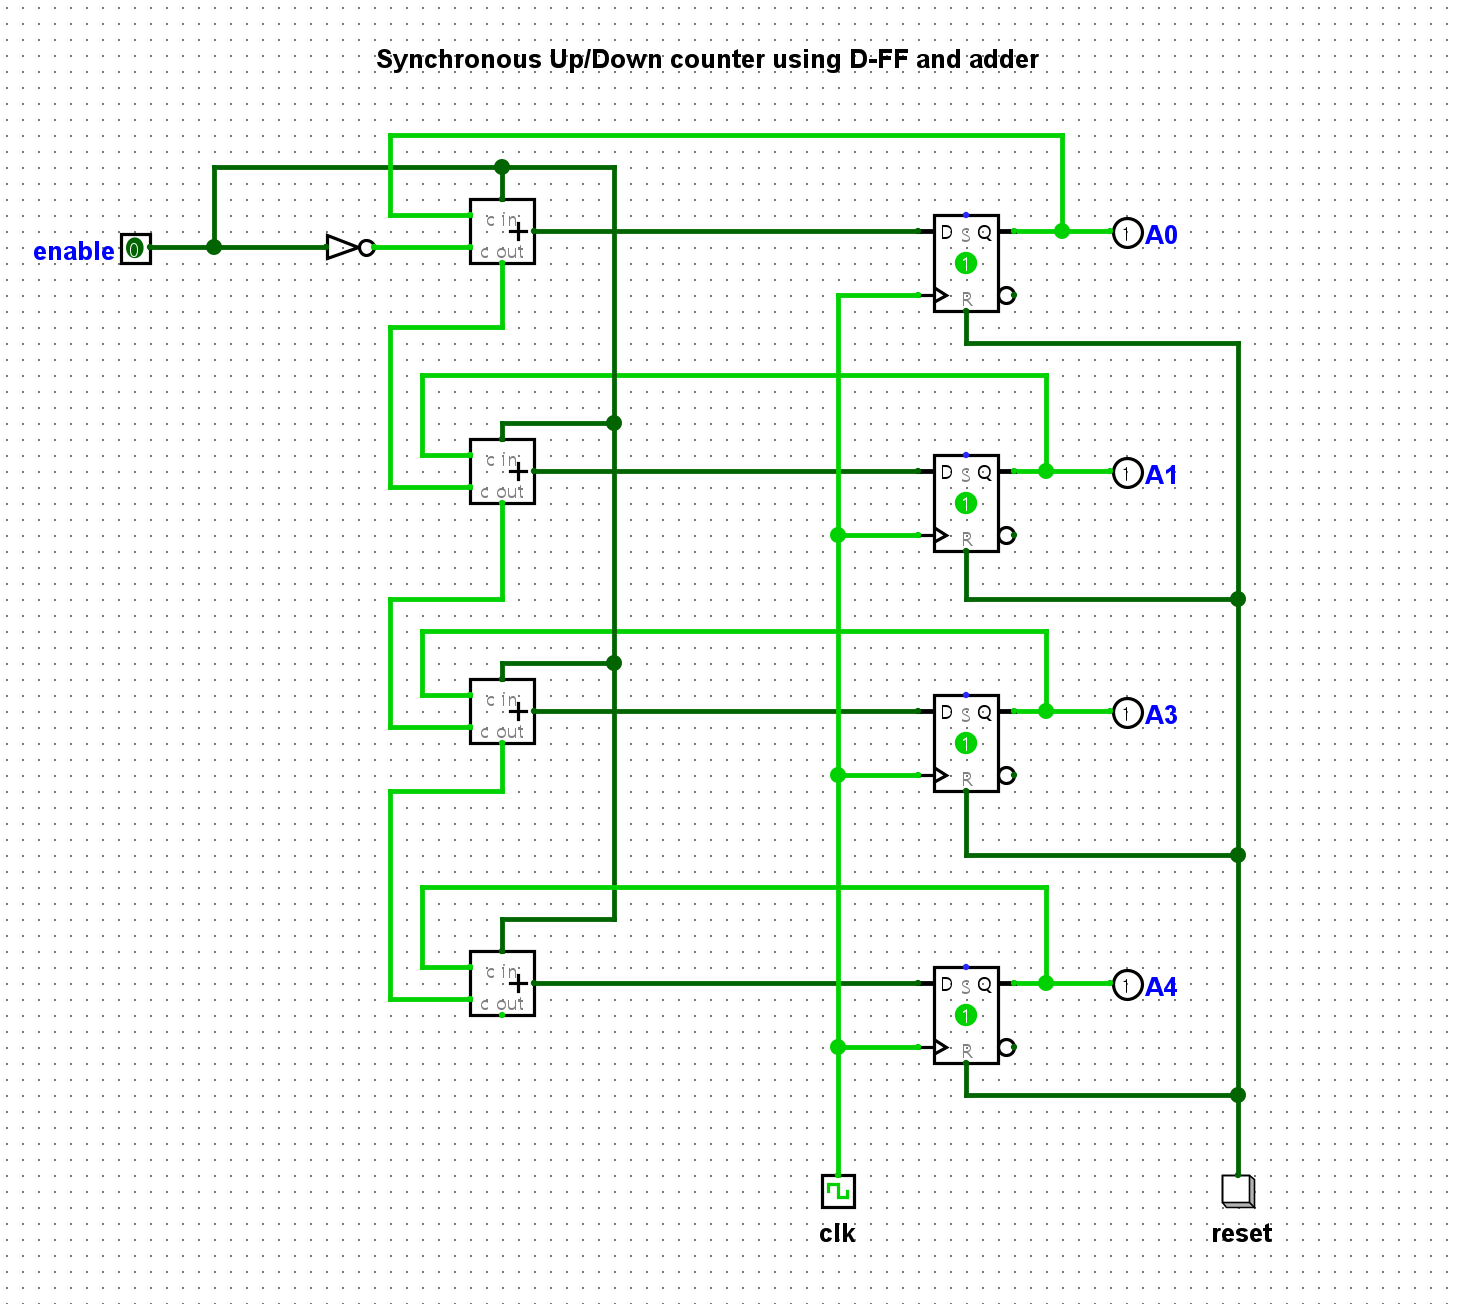 Synchronous Up/Down counter using D-FF and adder
enable 0
c in
+
c out
D S Q
1
R
1 A0
c in
+
c out
D S Q
1
R
1 A1
c in
+
c out
D S Q
1
R
1 A3
c in
+
c out
D S Q
1
R
1 A4
clk
reset